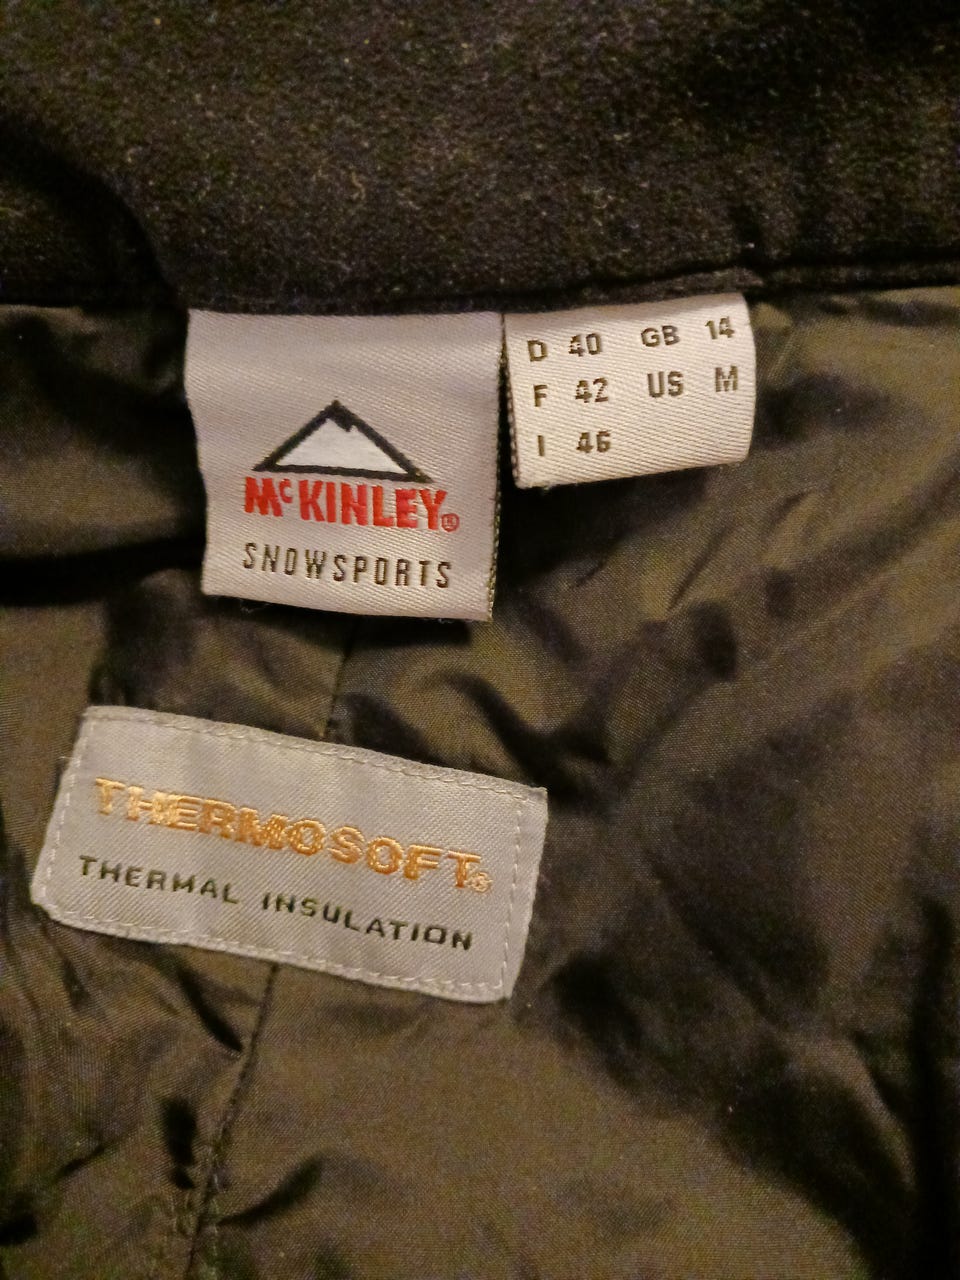 McKINLEY®
SNOWSPORTS
D 40 GB 14
F 42 US M
I 46
THERMOSOFT®
THERMAL INSULATION